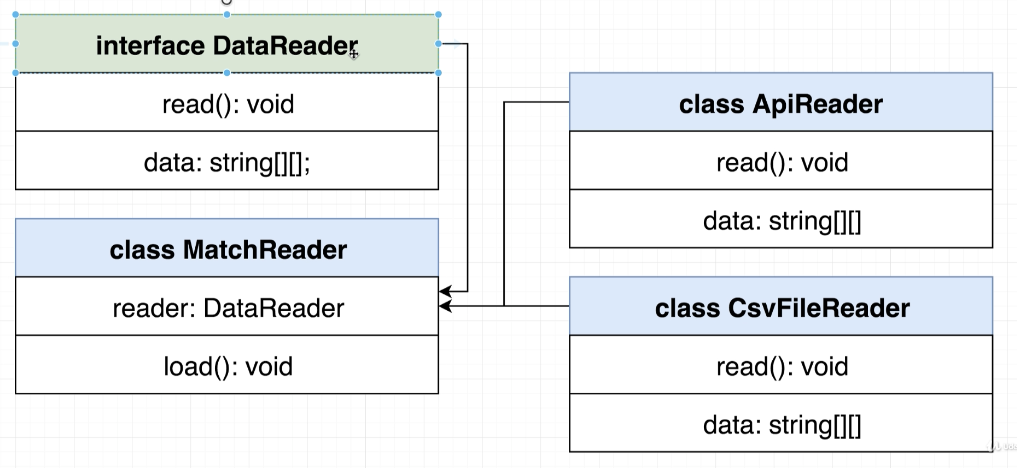 interface DataReader
read(): void
data: string[][];
class MatchReader
reader: DataReader
load(): void
class ApiReader
read(): void
data: string[][]
class CsvFileReader
read(): void
data: string[][]